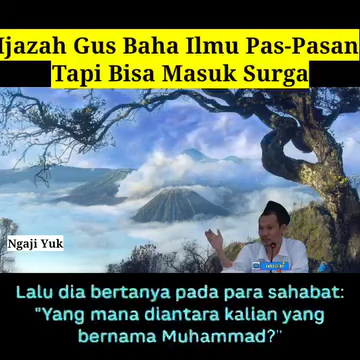 Ijazah Gus Baha Ilmu Pas-Pasan
Tapi Bisa Masuk Surga
Ngaji Yuk
Lalu dia bertanya pada para sahabat:
"Yang mana diantara kalian yang
bernama Muhammad?"